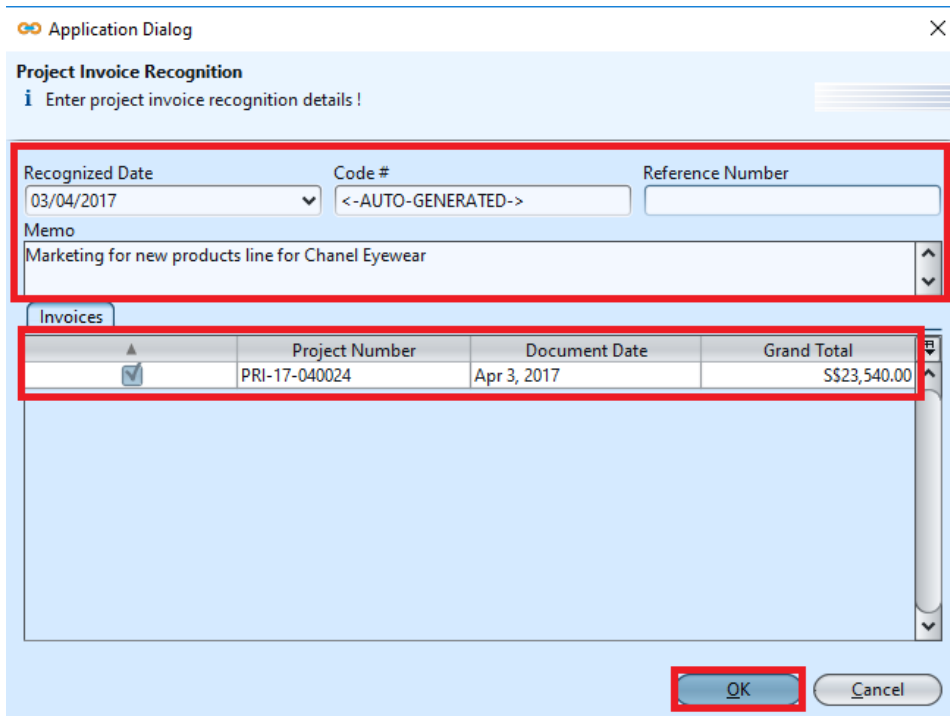 Application Dialog
Project Invoice Recognition
i Enter project invoice recognition details !
Recognized Date Code # Reference Number
03/04/2017 <-AUTO-GENERATED->
Memo
Marketing for new products line for Chanel Eyewear
Invoices
Project Number Document Date Grand Total
PRI-17-040024 Apr 3, 2017 S$23,540.00
OK Cancel